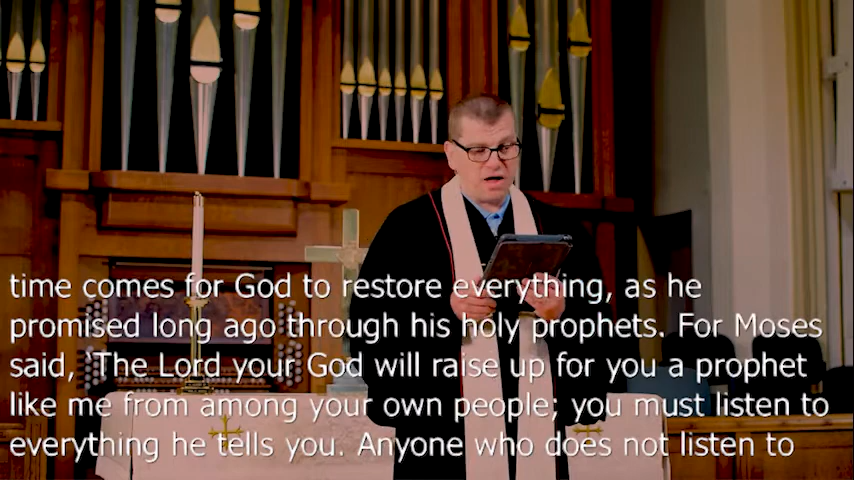 time comes for God to restore everything, as he
promised long ago through his holy prophets. For Moses
said, ‘The Lord your God will raise up for you a prophet
like me from among your own people; you must listen to
everything he tells you. Anyone who does not listen to